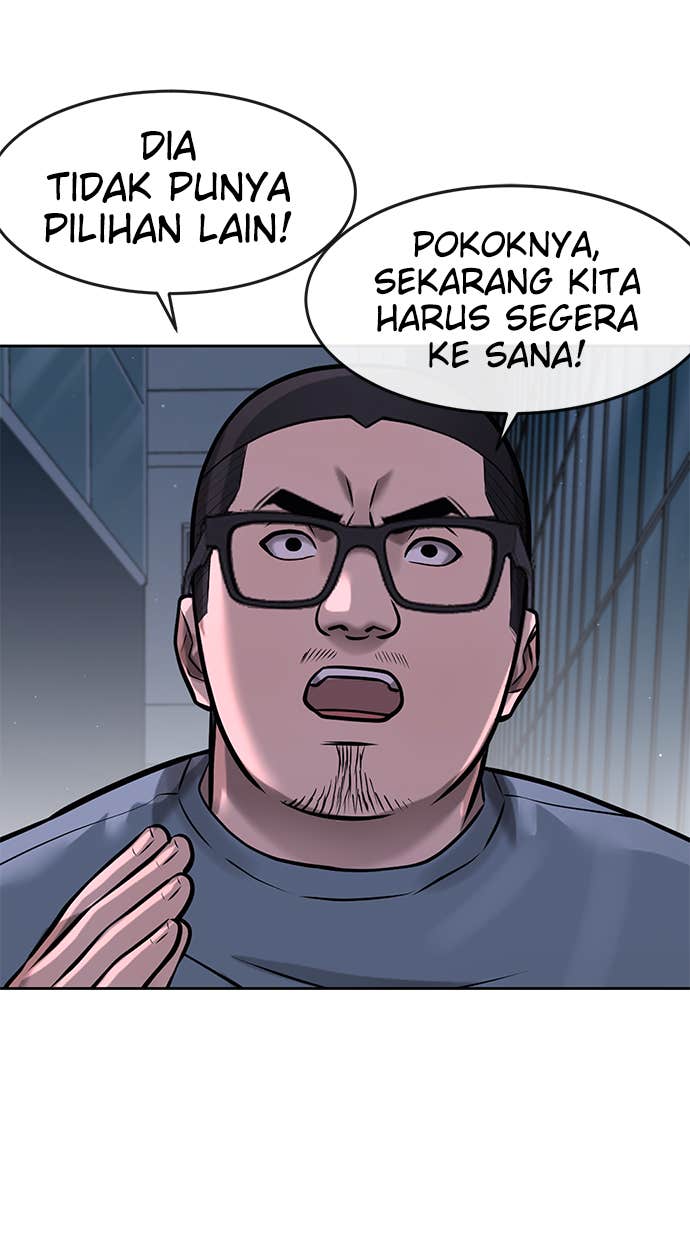 DIA
TIDAK PUNYA
PILIHAN LAIN!
POKOKNYA,
SEKARANG KITA
HARUS SEGERA
KE SANA!